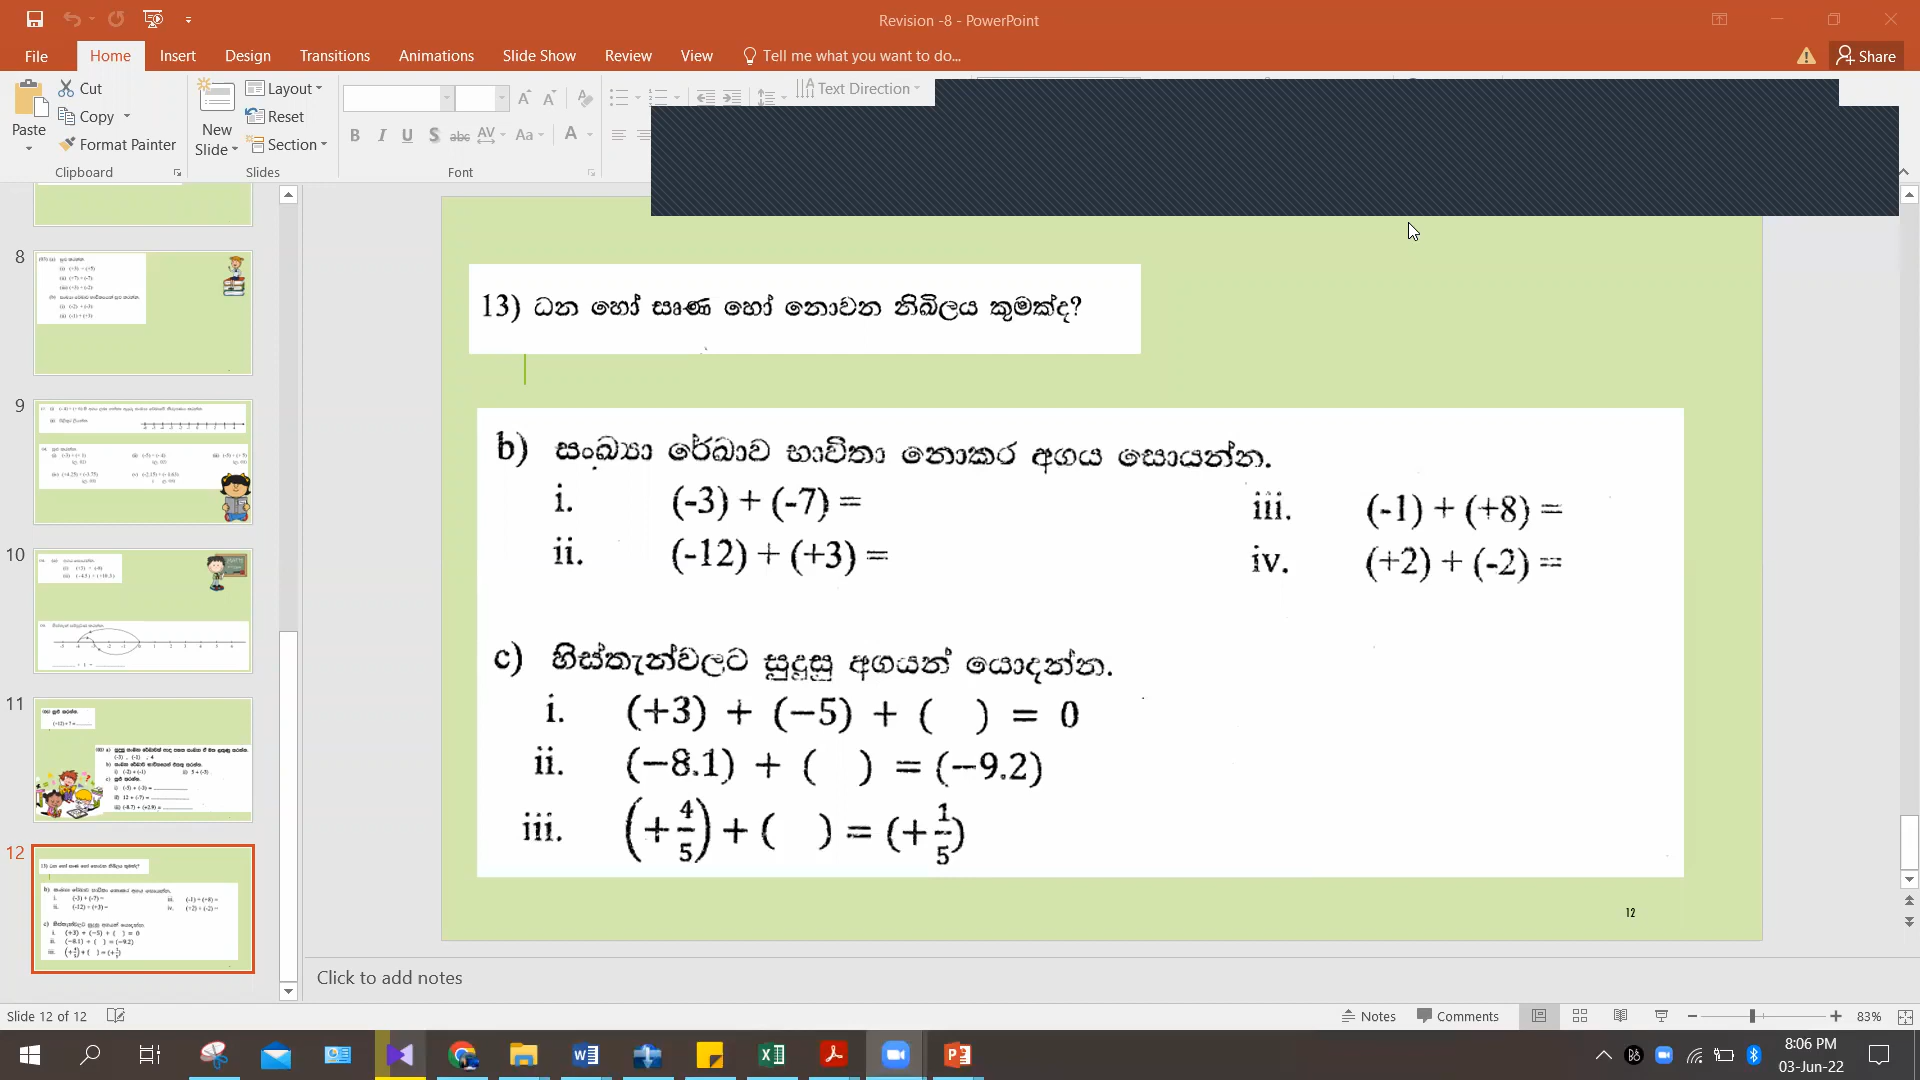 Revision -8 - PowerPoint
File Home Insert Design Transitions Animations Slide Show Review View Tell me what you want to do... Share
Paste Cut Copy Format Painter Clipboard
New Slide Layout Reset Section Slides
Font
Text Direction
13) ධන හෝ ඍණ හෝ නොවන නිඛිලය කුමක්ද?
b) සංඛ්‍යා රේඛාව භාවිතා නොකර අගය සොයන්න.
i. (-3) + (-7) =
ii. (-12) + (+3) =
iii. (-1) + (+8) =
iv. (+2) + (-2) =
c) හිස්තැන්වලට සුදුසු අගයන් යොදන්න.
i. (+3) + (−5) + ( ) = 0
ii. (−8.1) + ( ) = (−9.2)
iii. (+4/5) + ( ) = (+1/5)
12
8
9
10
11
12
Click to add notes
Slide 12 of 12
Notes Comments 83%
8:06 PM
03-Jun-22